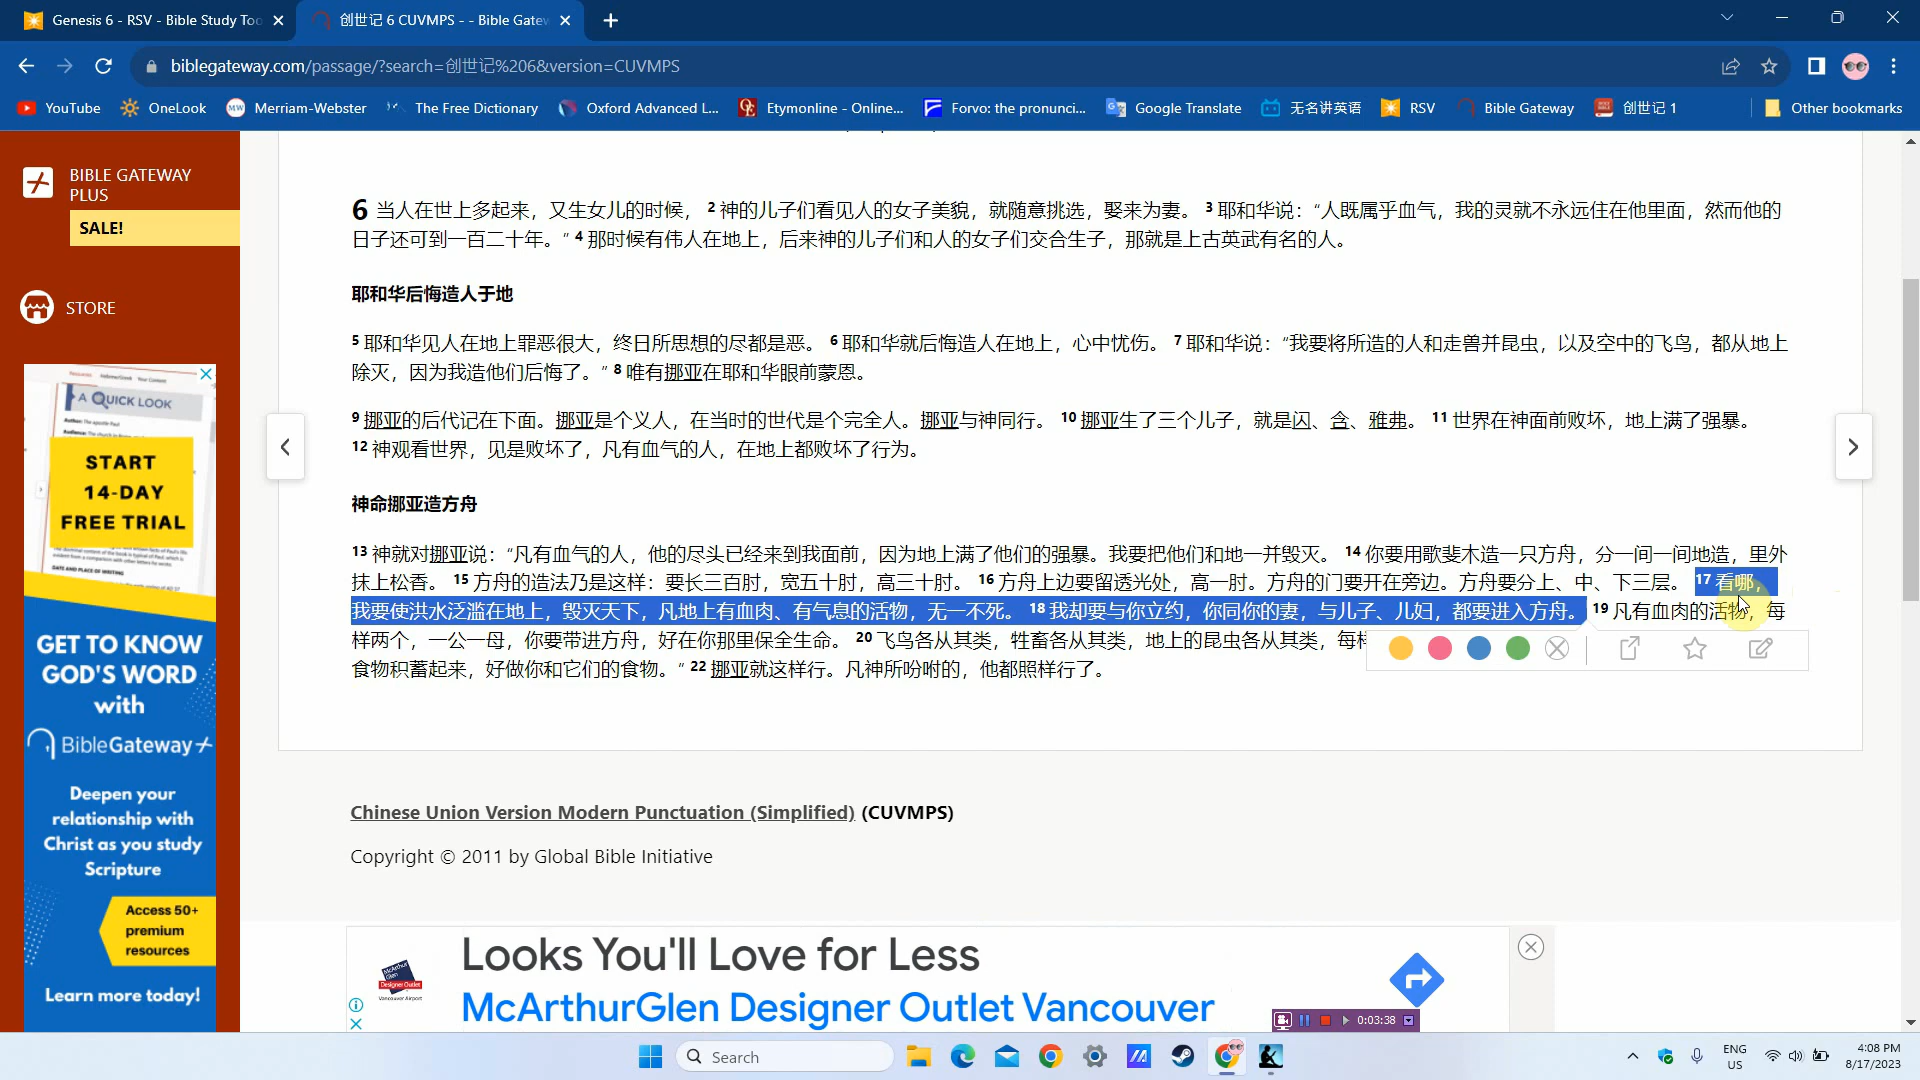 Genesis 6 - RSV - Bible Study Too
创世记 6 CUVMPS - - Bible Gatew
biblegateway.com/passage/?search=创世记%206&version=CUVMPS
YouTube
OneLook
Merriam-Webster
The Free Dictionary
Oxford Advanced L...
Etymonline - Online...
Forvo: the pronunci...
Google Translate
无名讲英语
RSV
Bible Gateway
创世记 1
Other bookmarks
BIBLE GATEWAY
PLUS
SALE!
STORE
A QUICK LOOK
START
14-DAY
FREE TRIAL
GET TO KNOW
GOD'S WORD
with
BibleGateway+
Deepen your
relationship with
Christ as you study
Scripture
Access 50+
premium
resources
Learn more today!
6 当人在世上多起来，又生女儿的时候， 2 神的儿子们看见人的女子美貌，就随意挑选，娶来为妻。 3 耶和华说：“人既属乎血气，我的灵就不永远住在他里面，然而他的
日子还可到一百二十年。” 4 那时候有伟人在地上，后来神的儿子们和人的女子们交合生子，那就是上古英武有名的人。
耶和华后悔造人于地
5 耶和华见人在地上罪恶很大，终日所思想的尽都是恶。 6 耶和华就后悔造人在地上，心中忧伤。 7 耶和华说：“我要将所造的人和走兽并昆虫，以及空中的飞鸟，都从地上
除灭，因为我造他们后悔了。” 8 唯有挪亚在耶和华眼前蒙恩。
9 挪亚的后代记在下面。挪亚是个义人，在当时的世代是个完全人。挪亚与神同行。 10 挪亚生了三个儿子，就是闪、含、雅弗。 11 世界在神面前败坏，地上满了强暴。
12 神观看世界，见是败坏了，凡有血气的人，在地上都败坏了行为。
神命挪亚造方舟
13 神就对挪亚说：“凡有血气的人，他的尽头已经来到我面前，因为地上满了他们的强暴。我要把他们和地一并毁灭。 14 你要用歌斐木造一只方舟，分一间一间地造，里外
抹上松香。 15 方舟的造法乃是这样：要长三百肘，宽五十肘，高三十肘。 16 方舟上边要留透光处，高一肘。方舟的门要开在旁边。方舟要分上、中、下三层。 17 看哪，
我要使洪水泛滥在地上，毁灭天下，凡地上有血肉、有气息的活物，无一不死。 18 我却要与你立约，你同你的妻，与儿子、儿妇，都要进入方舟。 19 凡有血肉的活物，每
样两个，一公一母，你要带进方舟，好在你那里保全生命。 20 飞鸟各从其类，牲畜各从其类，地上的昆虫各从其类，每样
食物积蓄起来，好做你和它们的食物。” 22 挪亚就这样行。凡神所吩咐的，他都照样行了。
Chinese Union Version Modern Punctuation (Simplified) (CUVMPS)
Copyright © 2011 by Global Bible Initiative
McArthurGlen
Designer Outlet
Looks You'll Love for Less
McArthurGlen Designer Outlet Vancouver
0:03:38
Search
ENG
US
4:08 PM
8/17/2023